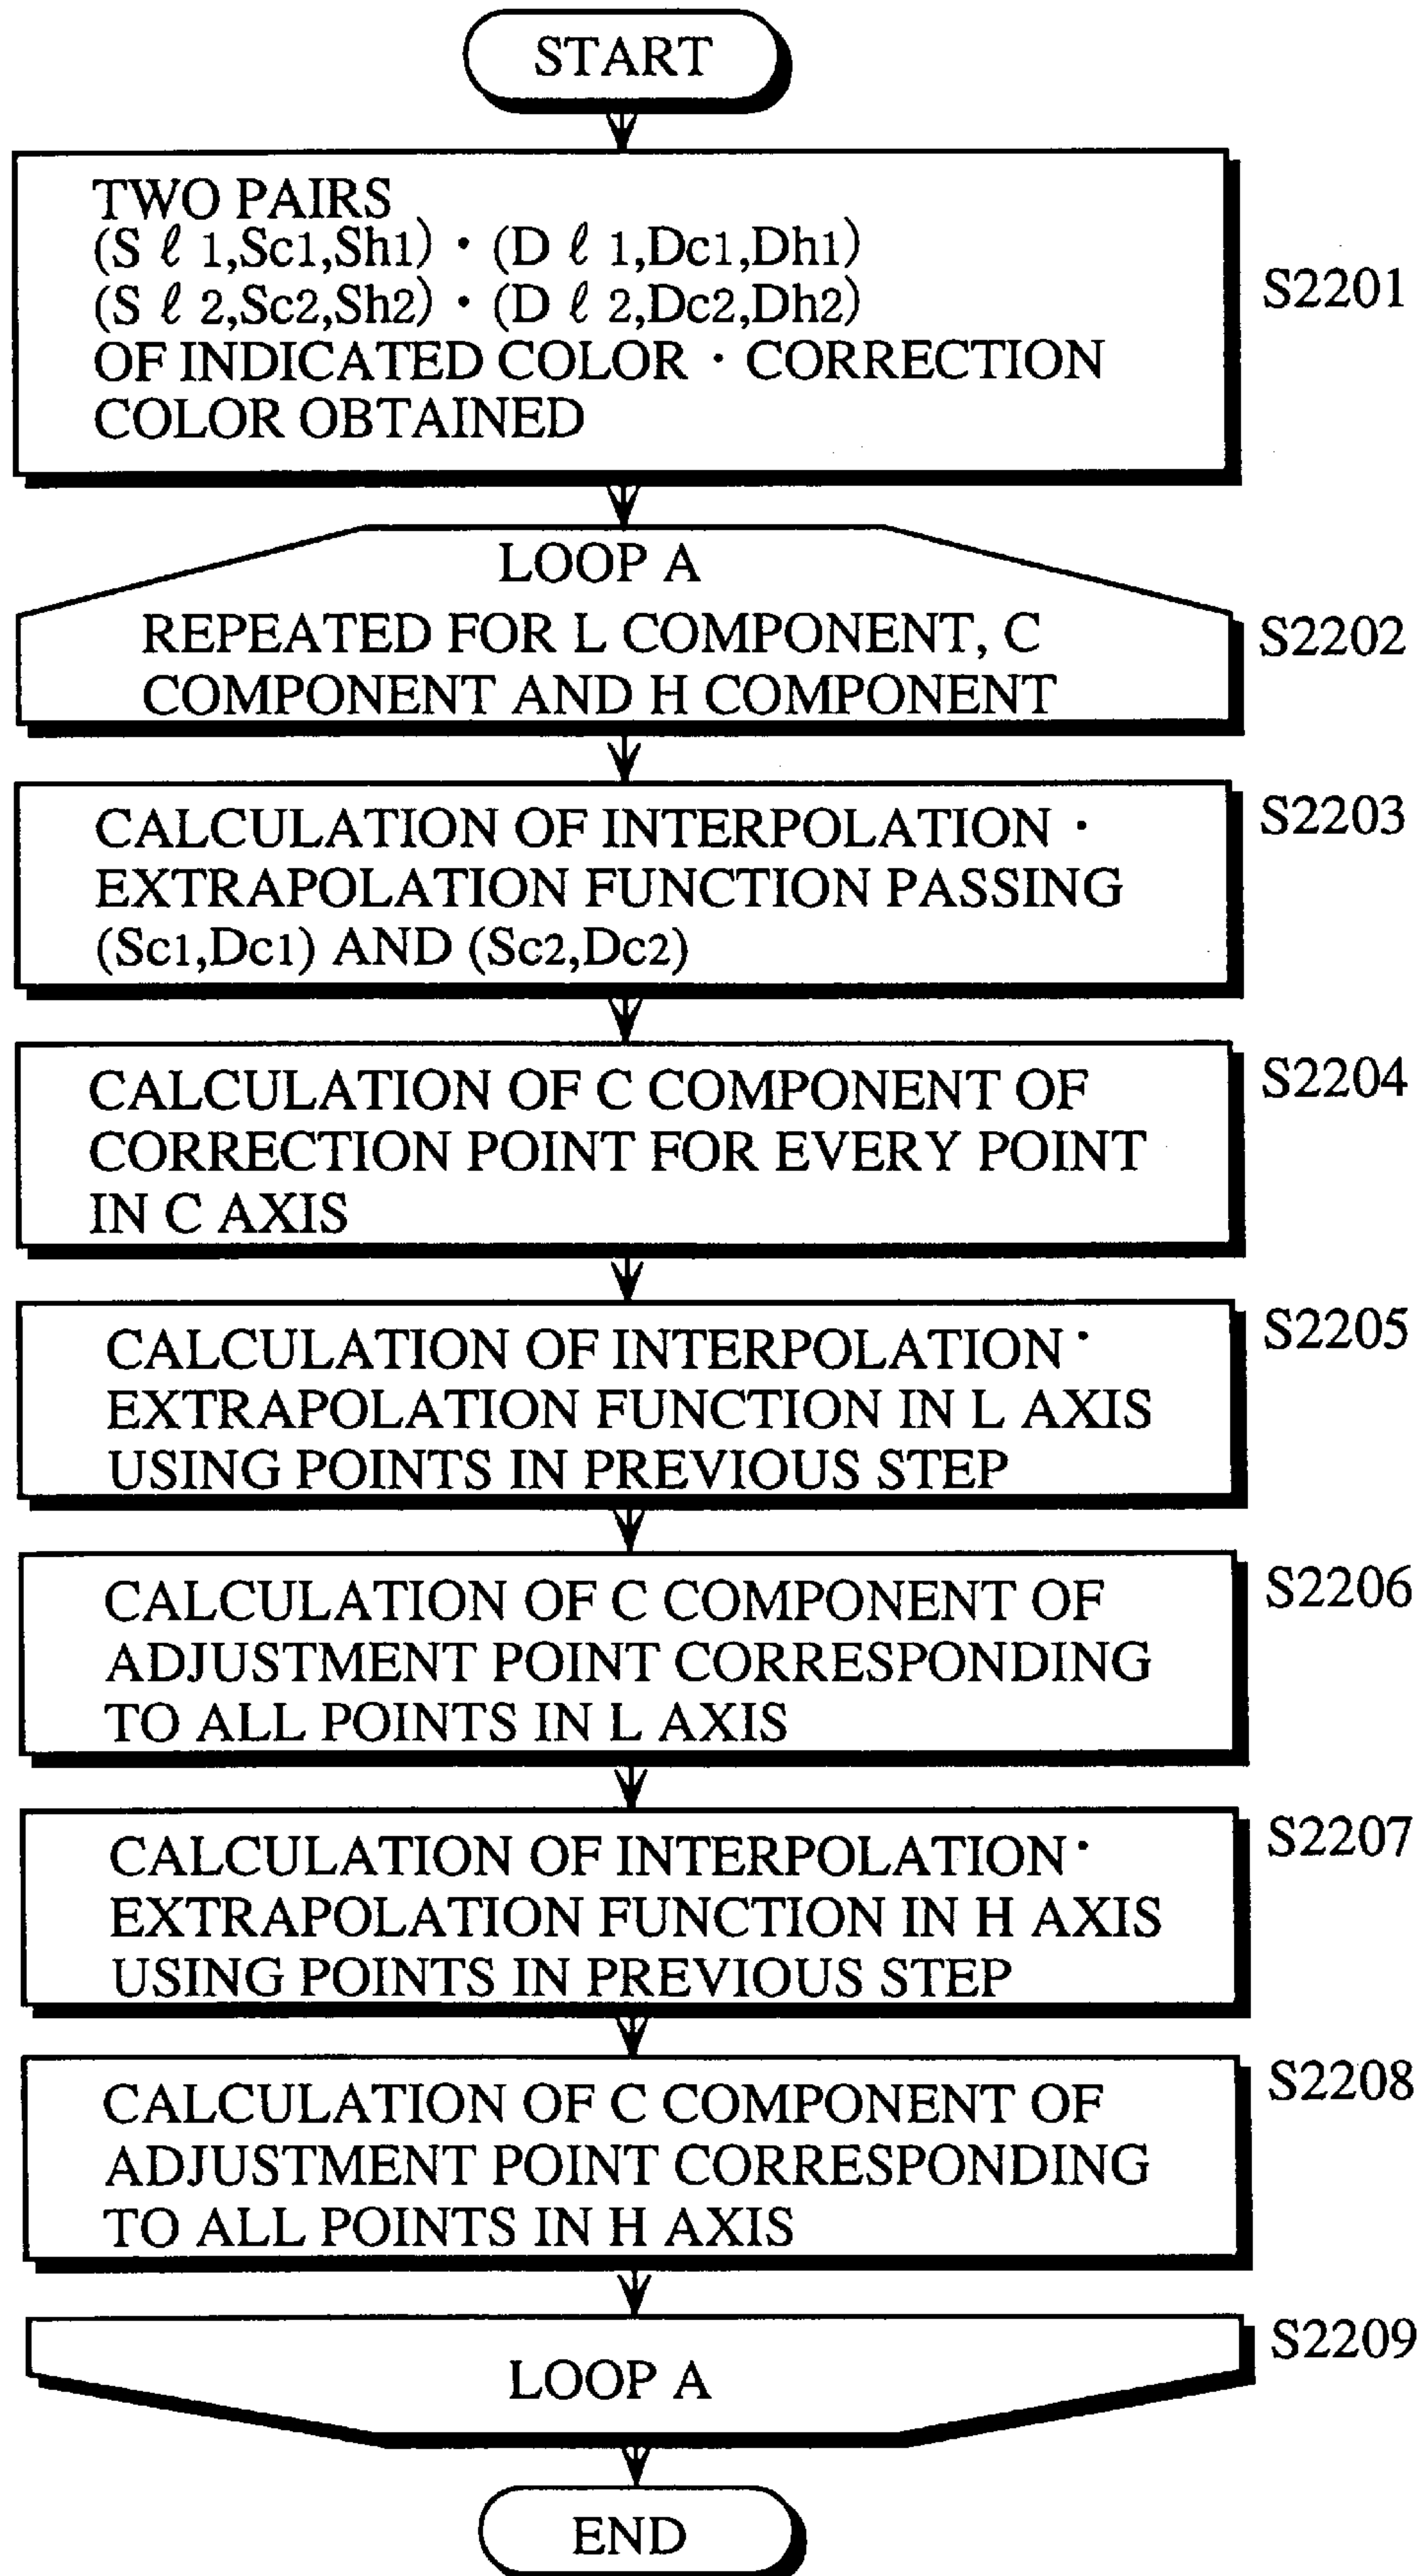 START
TWO PAIRS
(S ℓ 1,Sc1,Sh1)・(D ℓ 1,Dc1,Dh1)
(S ℓ 2,Sc2,Sh2)・(D ℓ 2,Dc2,Dh2)
OF INDICATED COLOR・CORRECTION
COLOR OBTAINED
S2201
LOOP A
REPEATED FOR L COMPONENT, C
COMPONENT AND H COMPONENT
S2202
CALCULATION OF INTERPOLATION・
EXTRAPOLATION FUNCTION PASSING
(Sc1,Dc1) AND (Sc2,Dc2)
S2203
CALCULATION OF C COMPONENT OF
CORRECTION POINT FOR EVERY POINT
IN C AXIS
S2204
CALCULATION OF INTERPOLATION・
EXTRAPOLATION FUNCTION IN L AXIS
USING POINTS IN PREVIOUS STEP
S2205
CALCULATION OF C COMPONENT OF
ADJUSTMENT POINT CORRESPONDING
TO ALL POINTS IN L AXIS
S2206
CALCULATION OF INTERPOLATION・
EXTRAPOLATION FUNCTION IN H AXIS
USING POINTS IN PREVIOUS STEP
S2207
CALCULATION OF C COMPONENT OF
ADJUSTMENT POINT CORRESPONDING
TO ALL POINTS IN H AXIS
S2208
LOOP A
S2209
END